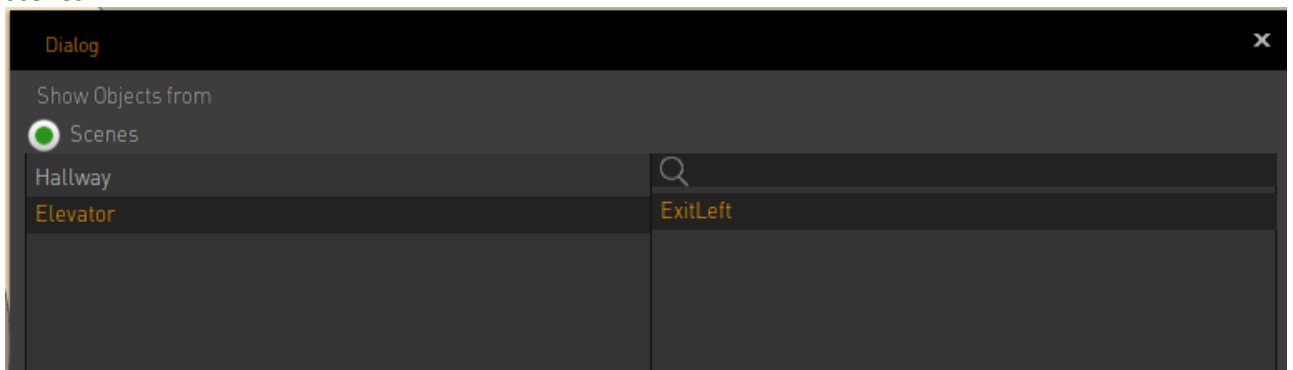 Dialog
x
Show Objects from
Scenes
Hallway
Elevator
ExitLeft